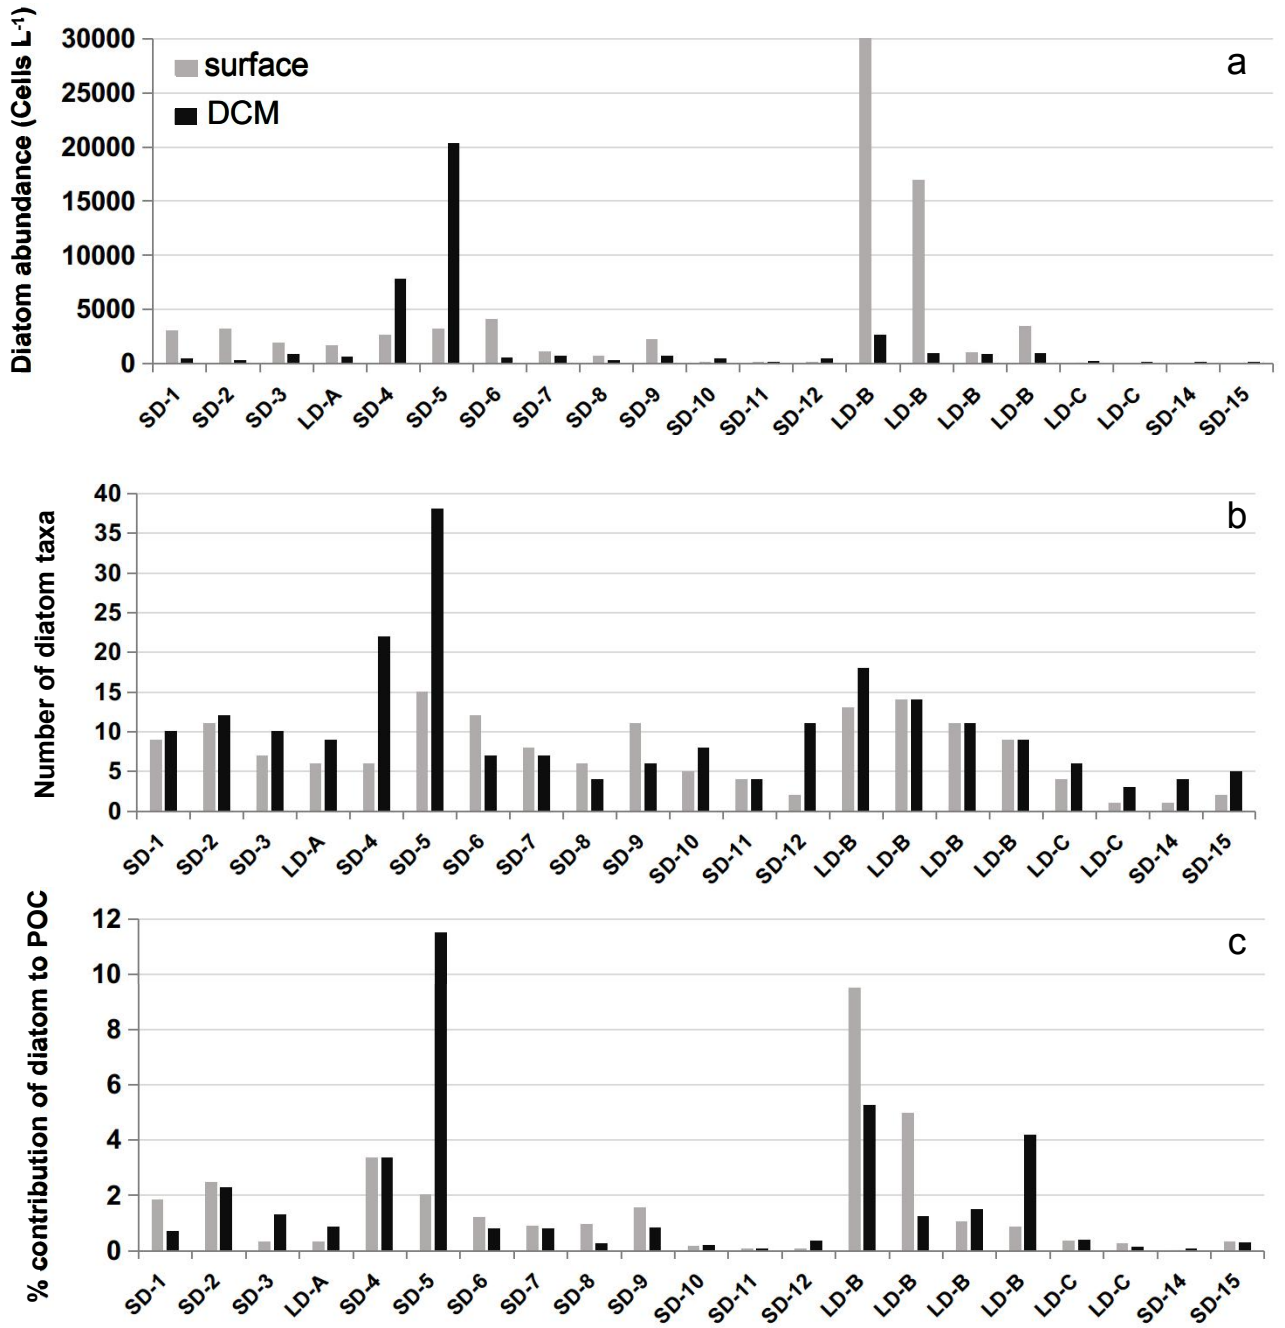 Diatom abundance (Cells L-1)
30000
25000
20000
15000
10000
5000
0
surface
DCM
a
SD-1 SD-2 SD-3 LD-A SD-4 SD-5 SD-6 SD-7 SD-8 SD-9 SD-10 SD-11 SD-12 LD-B LD-B LD-B LD-B LD-C LD-C SD-14 SD-15
Number of diatom taxa
40
35
30
25
20
15
10
5
0
b
SD-1 SD-2 SD-3 LD-A SD-4 SD-5 SD-6 SD-7 SD-8 SD-9 SD-10 SD-11 SD-12 LD-B LD-B LD-B LD-B LD-C LD-C SD-14 SD-15
% contribution of diatom to POC
12
10
8
6
4
2
0
c
SD-1 SD-2 SD-3 LD-A SD-4 SD-5 SD-6 SD-7 SD-8 SD-9 SD-10 SD-11 SD-12 LD-B LD-B LD-B LD-B LD-C LD-C SD-14 SD-15